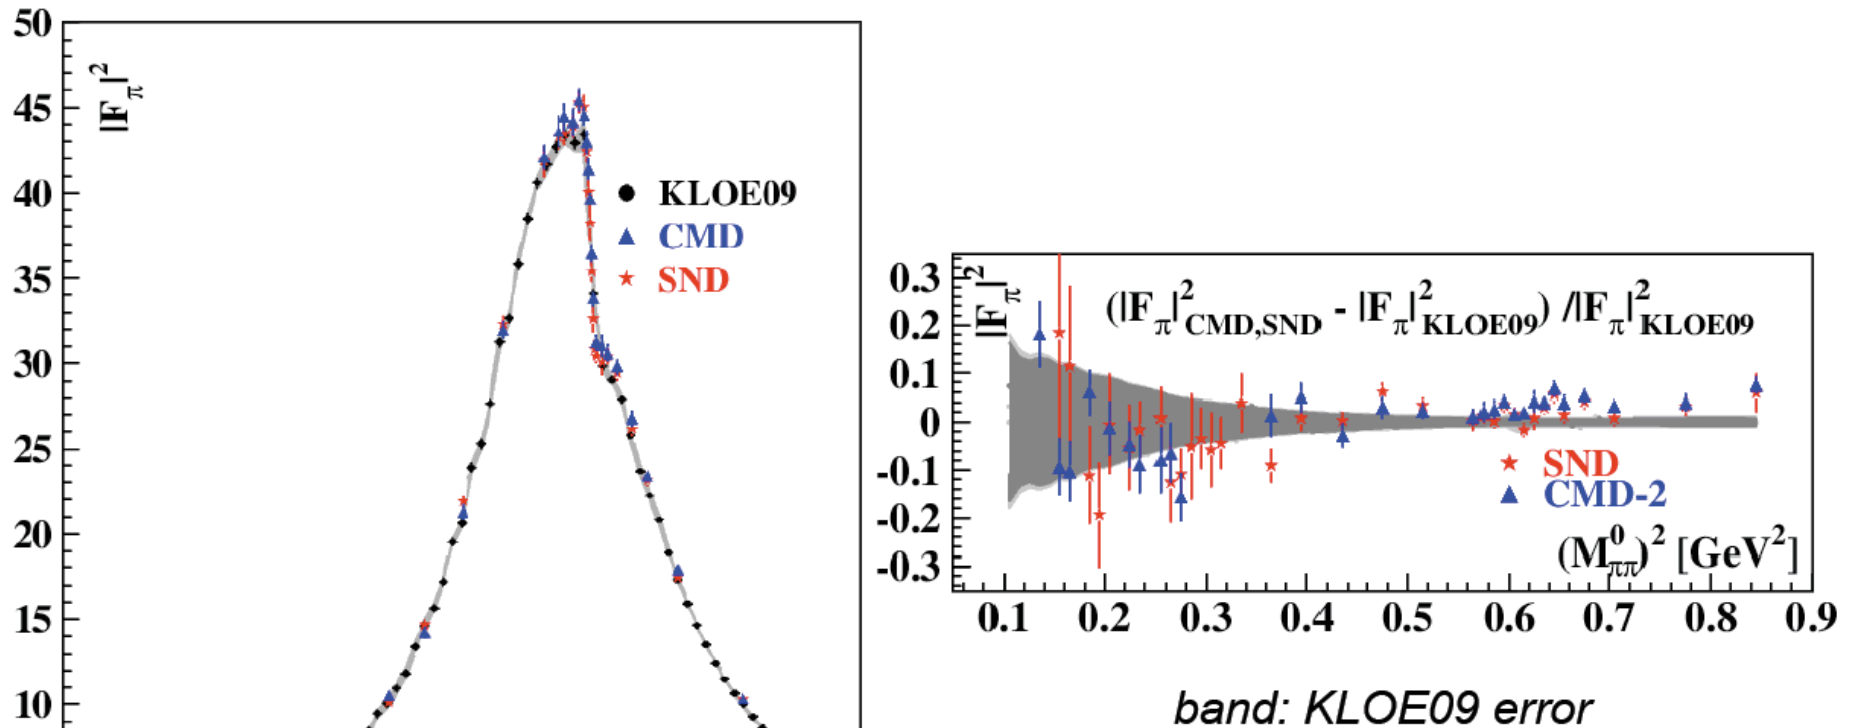 50
|Fπ|²
45
40
35
30
25
20
15
10
KLOE09
CMD
SND
0.3
0.2
0.1
0
-0.1
-0.2
-0.3
|Fπ|²
(|Fπ|²CMD,SND - |Fπ|²KLOE09) /|Fπ|²KLOE09
SND
CMD-2
(M⁰ππ)² [GeV²]
0.1 0.2 0.3 0.4 0.5 0.6 0.7 0.8 0.9
band: KLOE09 error